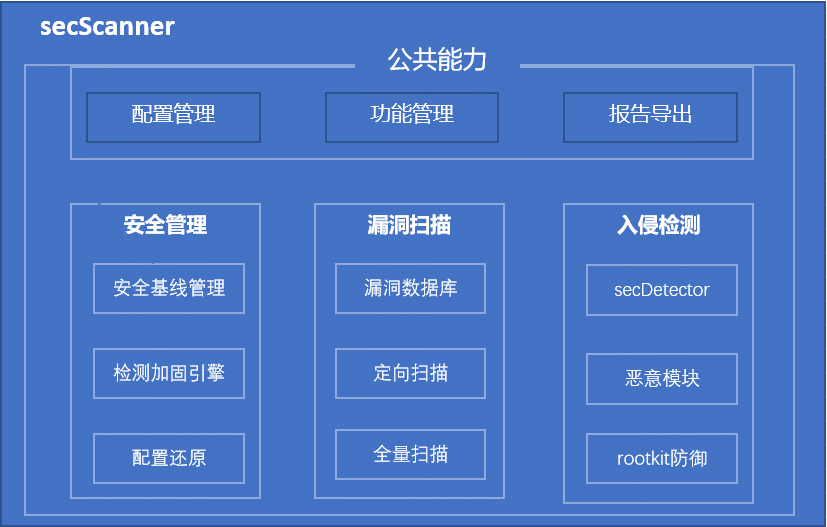 secScanner
公共能力
配置管理
功能管理
报告导出
安全管理
安全基线管理
检测加固引擎
配置还原
漏洞扫描
漏洞数据库
定向扫描
全量扫描
入侵检测
secDetector
恶意模块
rootkit防御